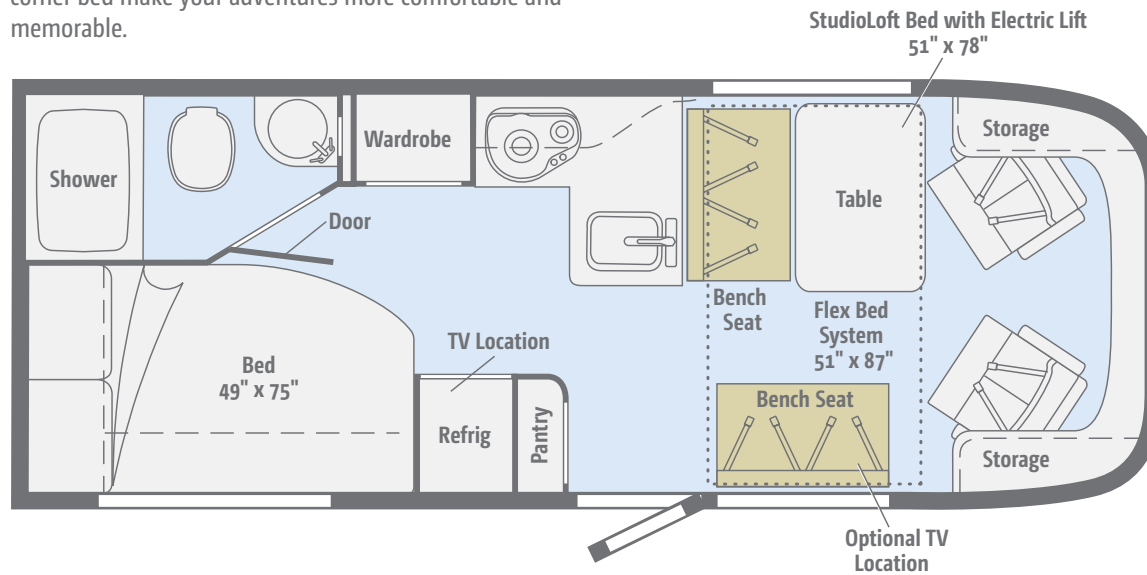 memorable.
StudioLoft Bed with Electric Lift
51" x 78"
Wardrobe
Storage
Shower
Table
Door
Bench
Seat
Flex Bed
System
51" x 87"
TV Location
Bed
49" x 75"
Bench Seat
Refrig
Pantry
Storage
Optional TV
Location